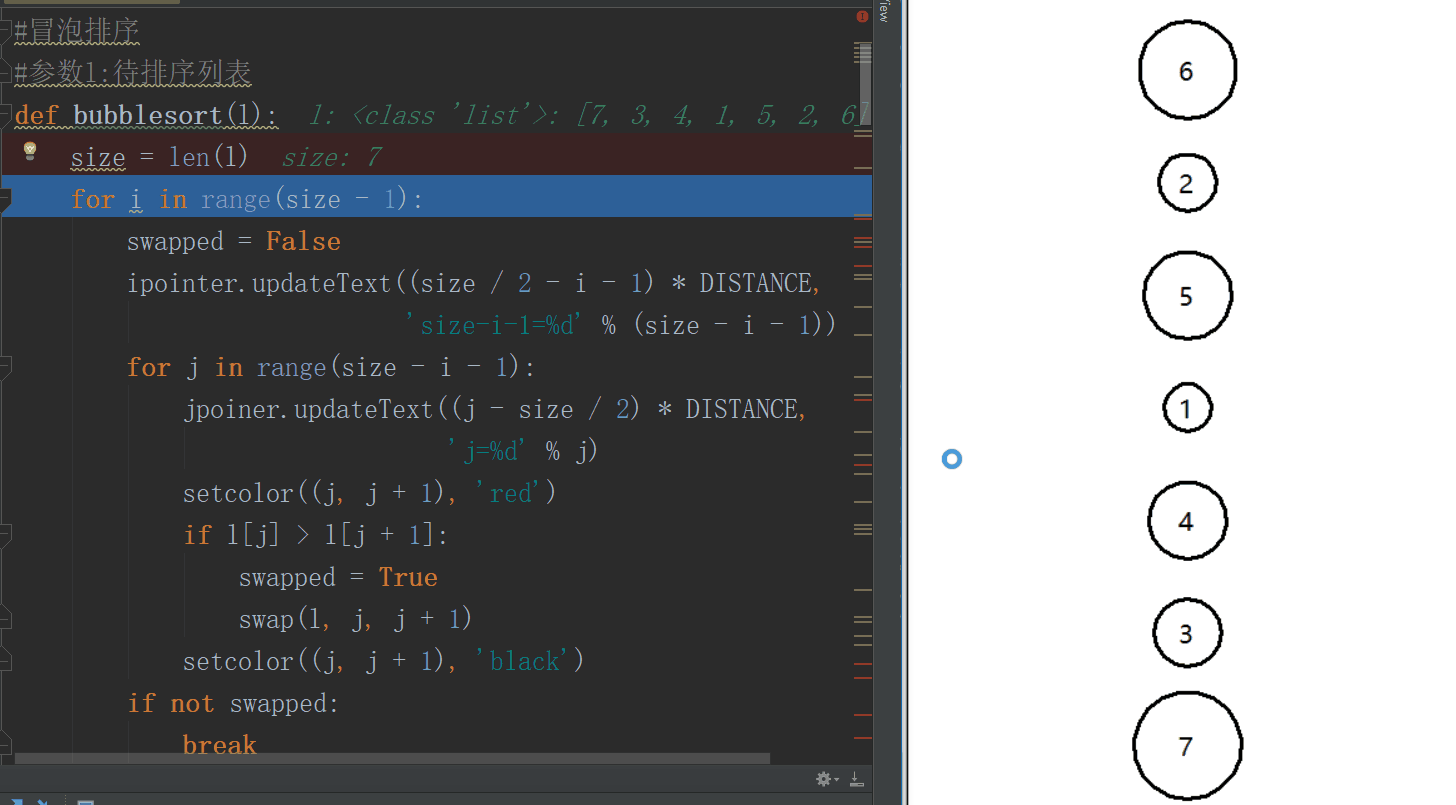 #冒泡排序
#参数l:待排序列表
def bubblesort(l):  l: <class 'list'>: [7, 3, 4, 1, 5, 2, 6]
size = len(l)  size: 7
for i in range(size - 1):
swapped = False
ipointer.updateText((size / 2 - i - 1) * DISTANCE,
'size-i-1=%d' % (size - i - 1))
for j in range(size - i - 1):
jpoiner.updateText((j - size / 2) * DISTANCE,
'j=%d' % j)
setcolor((j, j + 1), 'red')
if l[j] > l[j + 1]:
swapped = True
swap(l, j, j + 1)
setcolor((j, j + 1), 'black')
if not swapped:
break
View
6
2
5
1
4
3
7